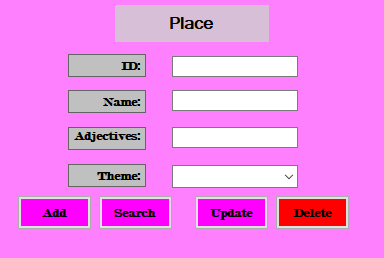 Place
ID:
Name:
Adjectives:
Theme:
Add Search Update Delete